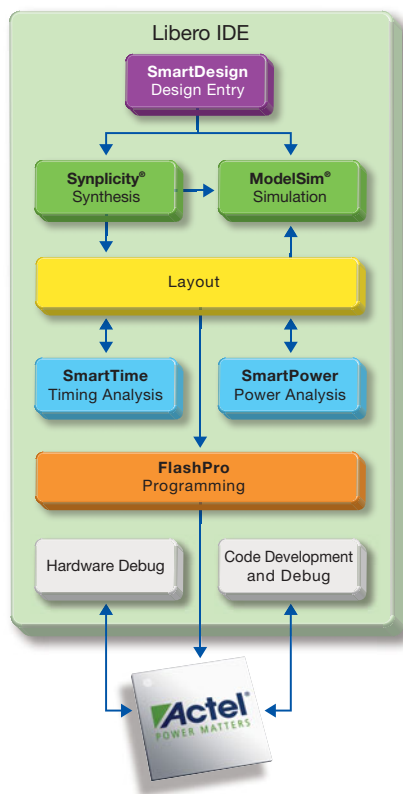 Libero IDE
SmartDesign
Design Entry
Synplicity®
Synthesis
ModelSim®
Simulation
Layout
SmartTime
Timing Analysis
SmartPower
Power Analysis
FlashPro
Programming
Hardware Debug
Code Development
and Debug
Actel
POWER MATTERS